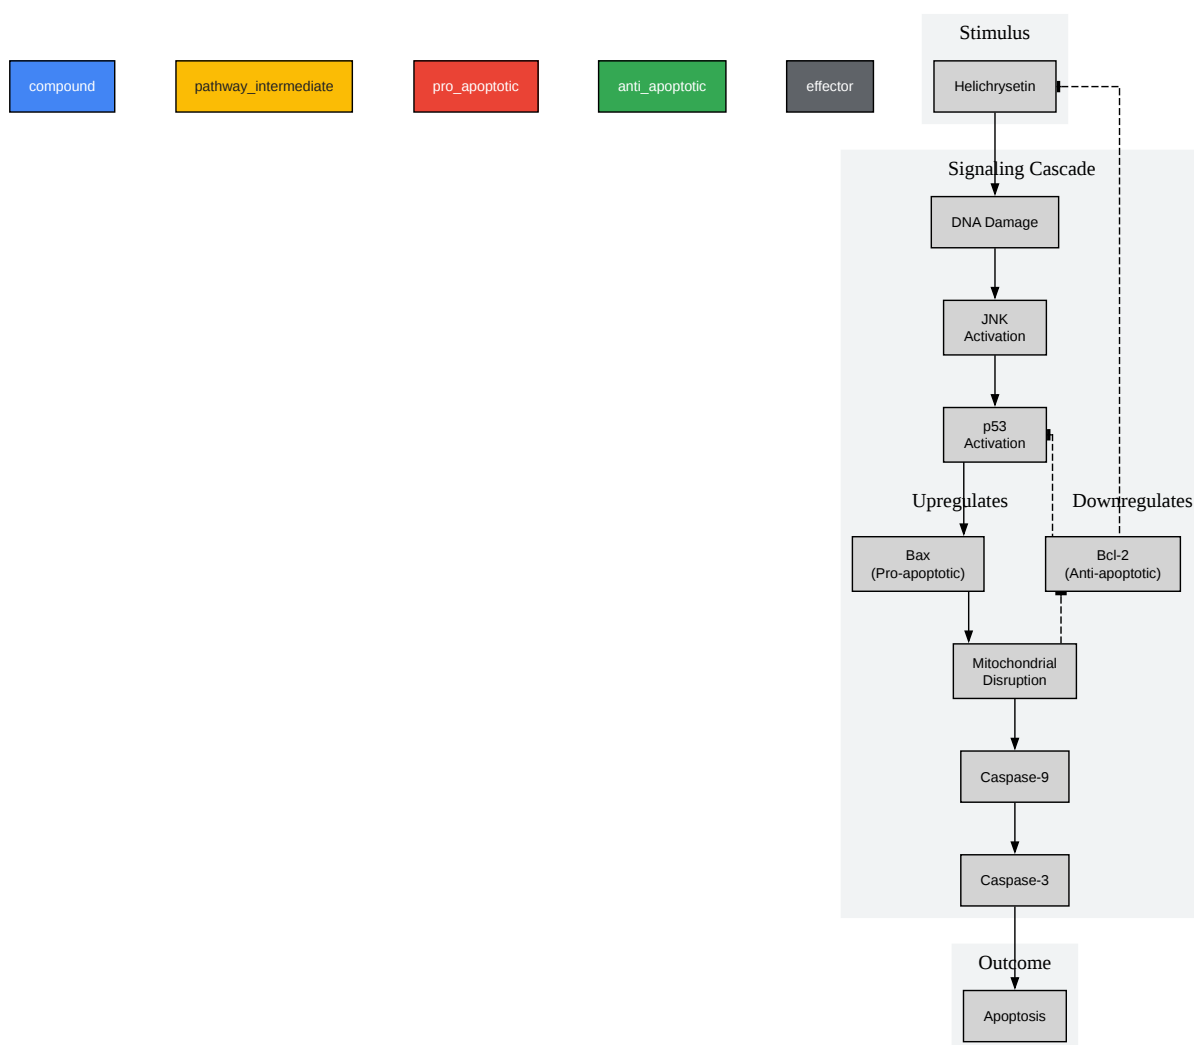 Stimulus
compound
pathway_intermediate
pro_apoptotic
anti_apoptotic
effector
Helichrysetin
Signaling Cascade
DNA Damage
JNK
Activation
p53
Activation
Upregulates
Downregulates
Bax
(Pro-apoptotic)
Bcl-2
(Anti-apoptotic)
Mitochondrial
Disruption
Caspase-9
Caspase-3
Outcome
Apoptosis